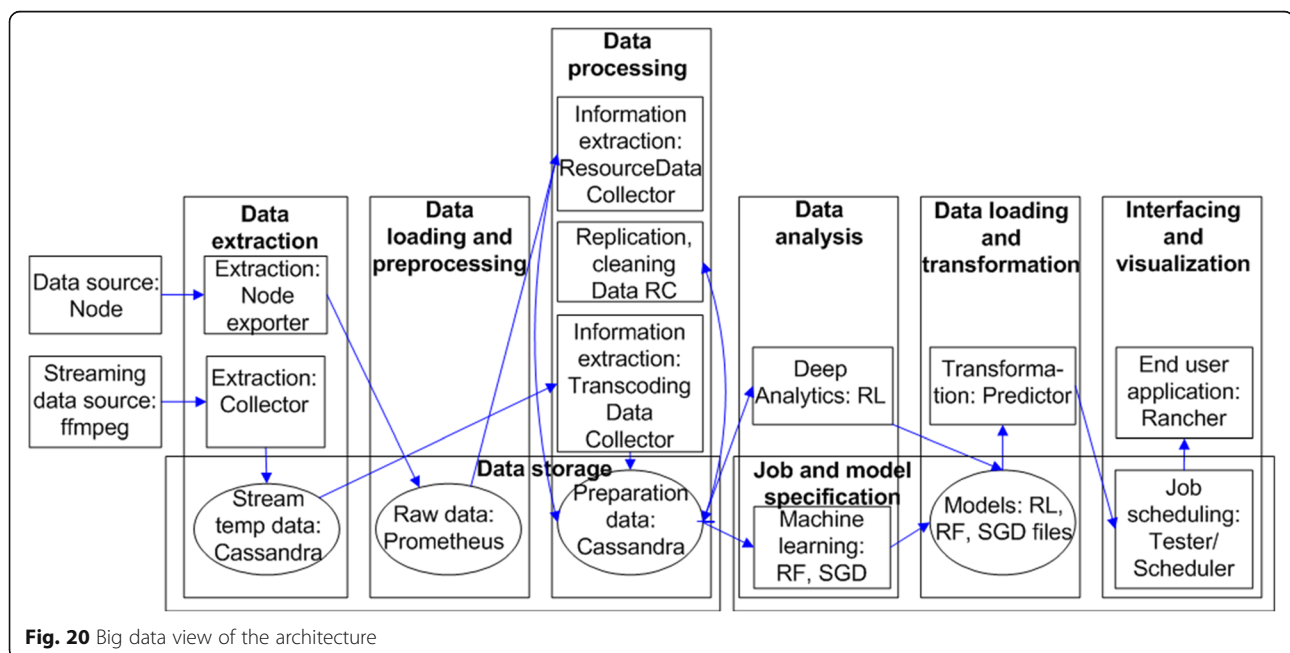 Data
processing
Information
extraction:
ResourceData
Collector
Replication,
cleaning
Data RC
Information
extraction:
Transcoding
Data
Collector
Data
extraction
Data
loading and
preprocessing
Data
analysis
Data loading
and
transformation
Interfacing
and
visualization
Data source:
Node
Extraction:
Node
exporter
Streaming
data source:
ffmpeg
Extraction:
Collector
Deep
Analytics: RL
Transforma-
tion: Predictor
End user
application:
Rancher
Data storage
Job and model
specification
Stream
temp data:
Cassandra
Raw data:
Prometheus
Preparation
data:
Cassandra
Machine
learning:
RF, SGD
Models: RL,
RF, SGD files
Job
scheduling:
Tester/
Scheduler
Fig. 20 Big data view of the architecture